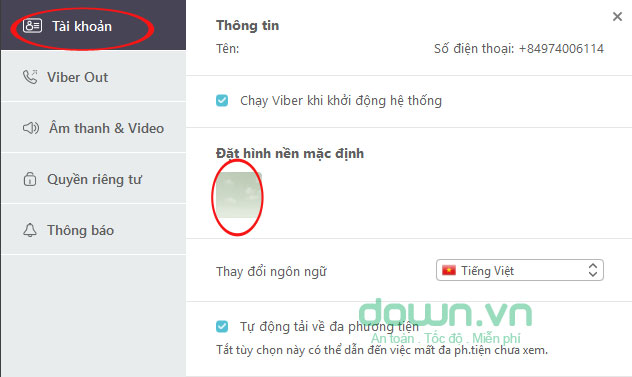 Tài khoản
Viber Out
Âm thanh & Video
Quyền riêng tư
Thông báo
Thông tin
Tên: Số điện thoại: +84974006114
Chạy Viber khi khởi động hệ thống
Đặt hình nền mặc định
Thay đổi ngôn ngữ Tiếng Việt
down.vn
Tự động tải về đa phương tiện
An toàn . Tốc độ . Miễn phí
Tắt tùy chọn này có thể dẫn đến việc mất đa ph.tiện chưa xem.